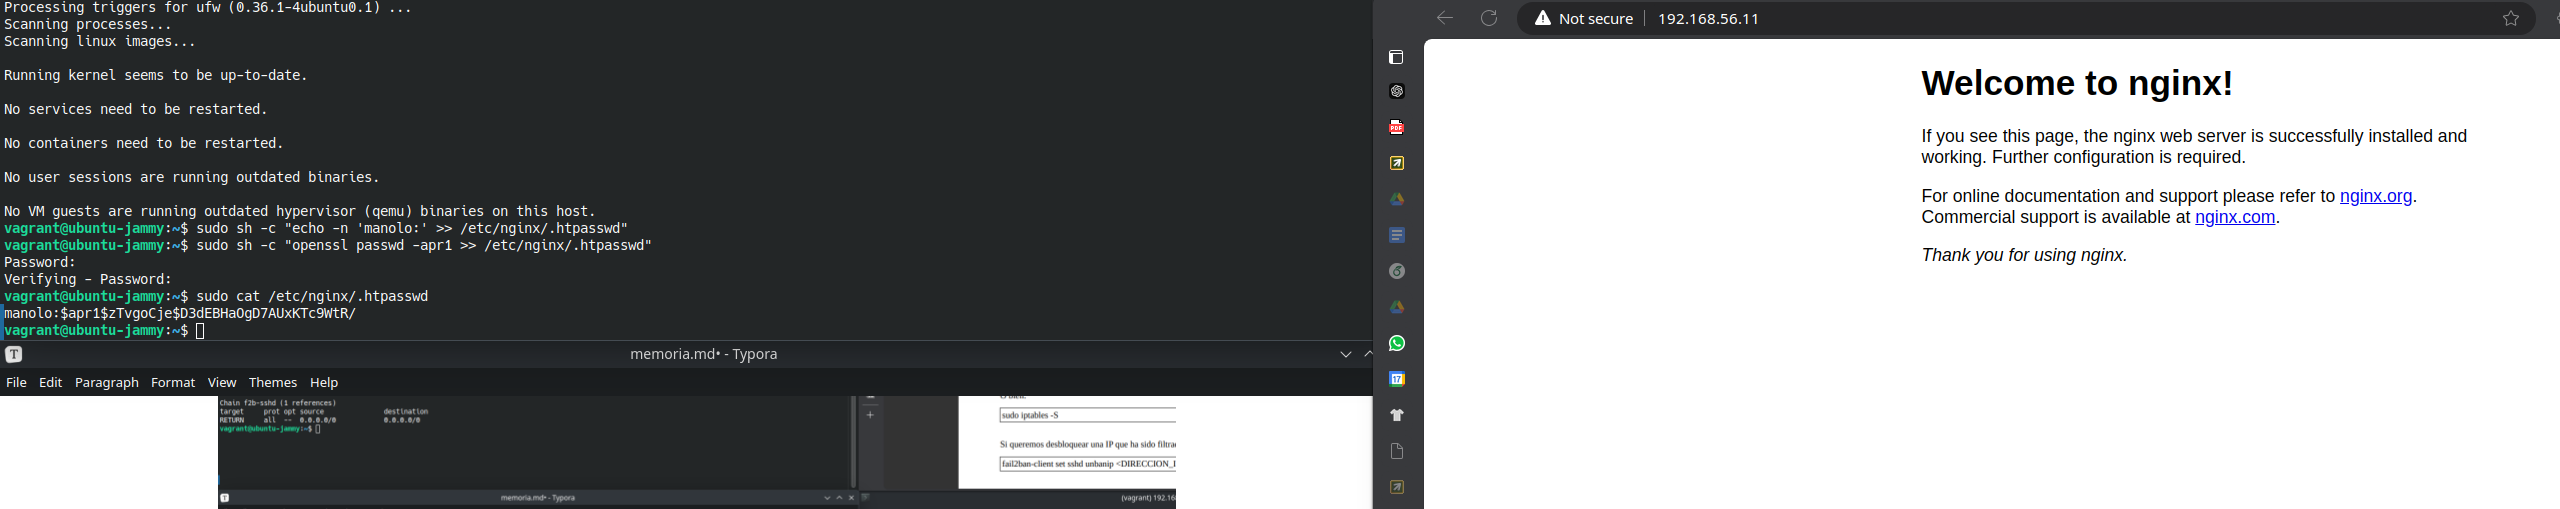 Processing triggers for ufw (0.36.1-4ubuntu0.1) ...
Scanning processes...
Scanning linux images...
Running kernel seems to be up-to-date.
No services need to be restarted.
No containers need to be restarted.
No user sessions are running outdated binaries.
No VM guests are running outdated hypervisor (qemu) binaries on this host.
vagrant@ubuntu-jammy:~$ sudo sh -c "echo -n 'manolo:' >> /etc/nginx/.htpasswd"
vagrant@ubuntu-jammy:~$ sudo sh -c "openssl passwd -apr1 >> /etc/nginx/.htpasswd"
Password:
Verifying - Password:
vagrant@ubuntu-jammy:~$ sudo cat /etc/nginx/.htpasswd
manolo:$apr1$zTvgoCje$D3dEBHaOgD7AUxKTc9WtR/
vagrant@ubuntu-jammy:~$
T memoria.md• - Typora
File Edit Paragraph Format View Themes Help
Chain f2b-sshd (1 references)
target prot opt source destination
RETURN all -- 0.0.0.0/0 0.0.0.0/0
vagrant@ubuntu-jammy:~$
T memoria.md• - Typora
O bien:
sudo iptables -S
Si queremos desbloquear una IP que ha sido filtra
fail2ban-client set sshd unbanip <DIRECCION_I
(vagrant) 192.16
Not secure 192.168.56.11
PDF
17
Welcome to nginx!
If you see this page, the nginx web server is successfully installed and
working. Further configuration is required.
For online documentation and support please refer to nginx.org.
Commercial support is available at nginx.com.
Thank you for using nginx.